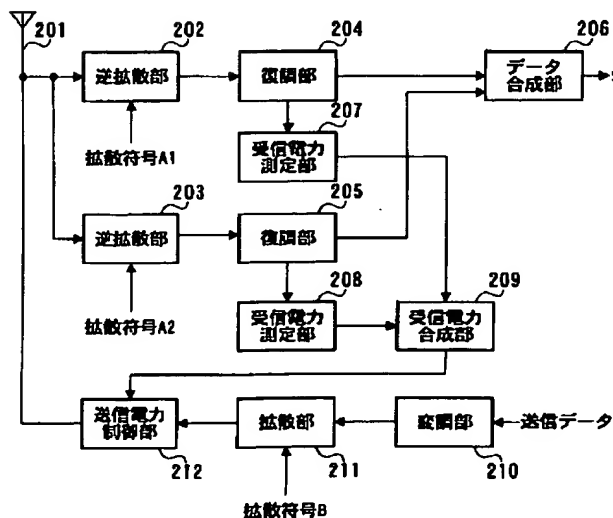 201
202
逆拡散部
拡散符号A1
204
復調部
206
データ
合成部
S
207
受信電力
測定部
203
逆拡散部
拡散符号A2
205
復調部
208
受信電力
測定部
209
受信電力
合成部
送信電力
制御部
212
拡散部
211
拡散符号B
変調部
210
送信データ